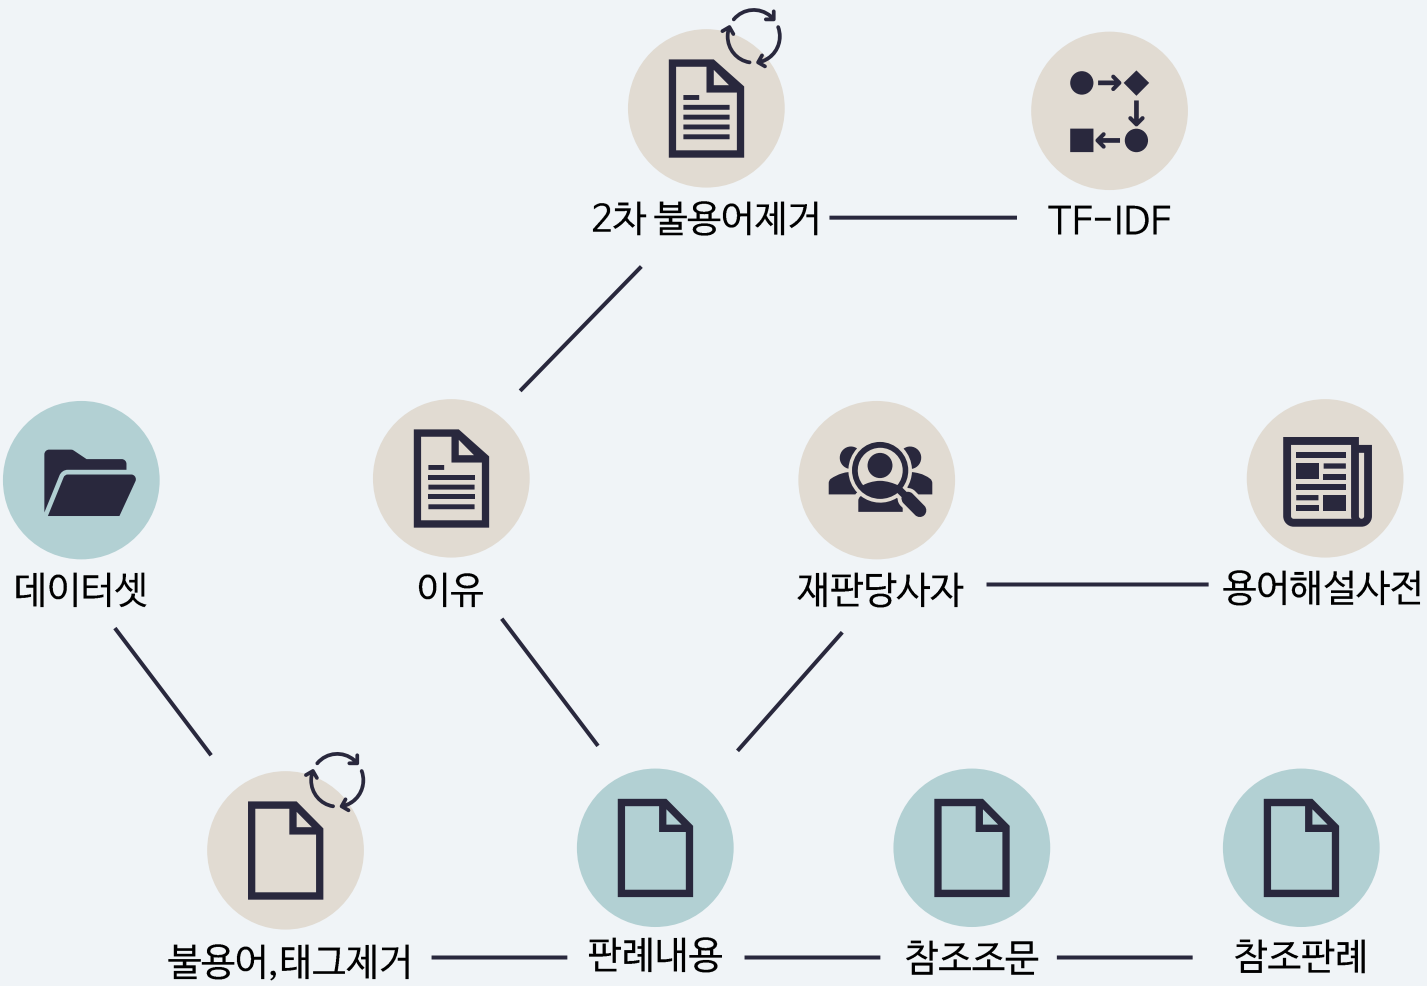 2차 불용어제거
TF-IDF
데이터셋
이유
재판당사자
용어해설사전
불용어,태그제거
판례내용
참조조문
참조판례